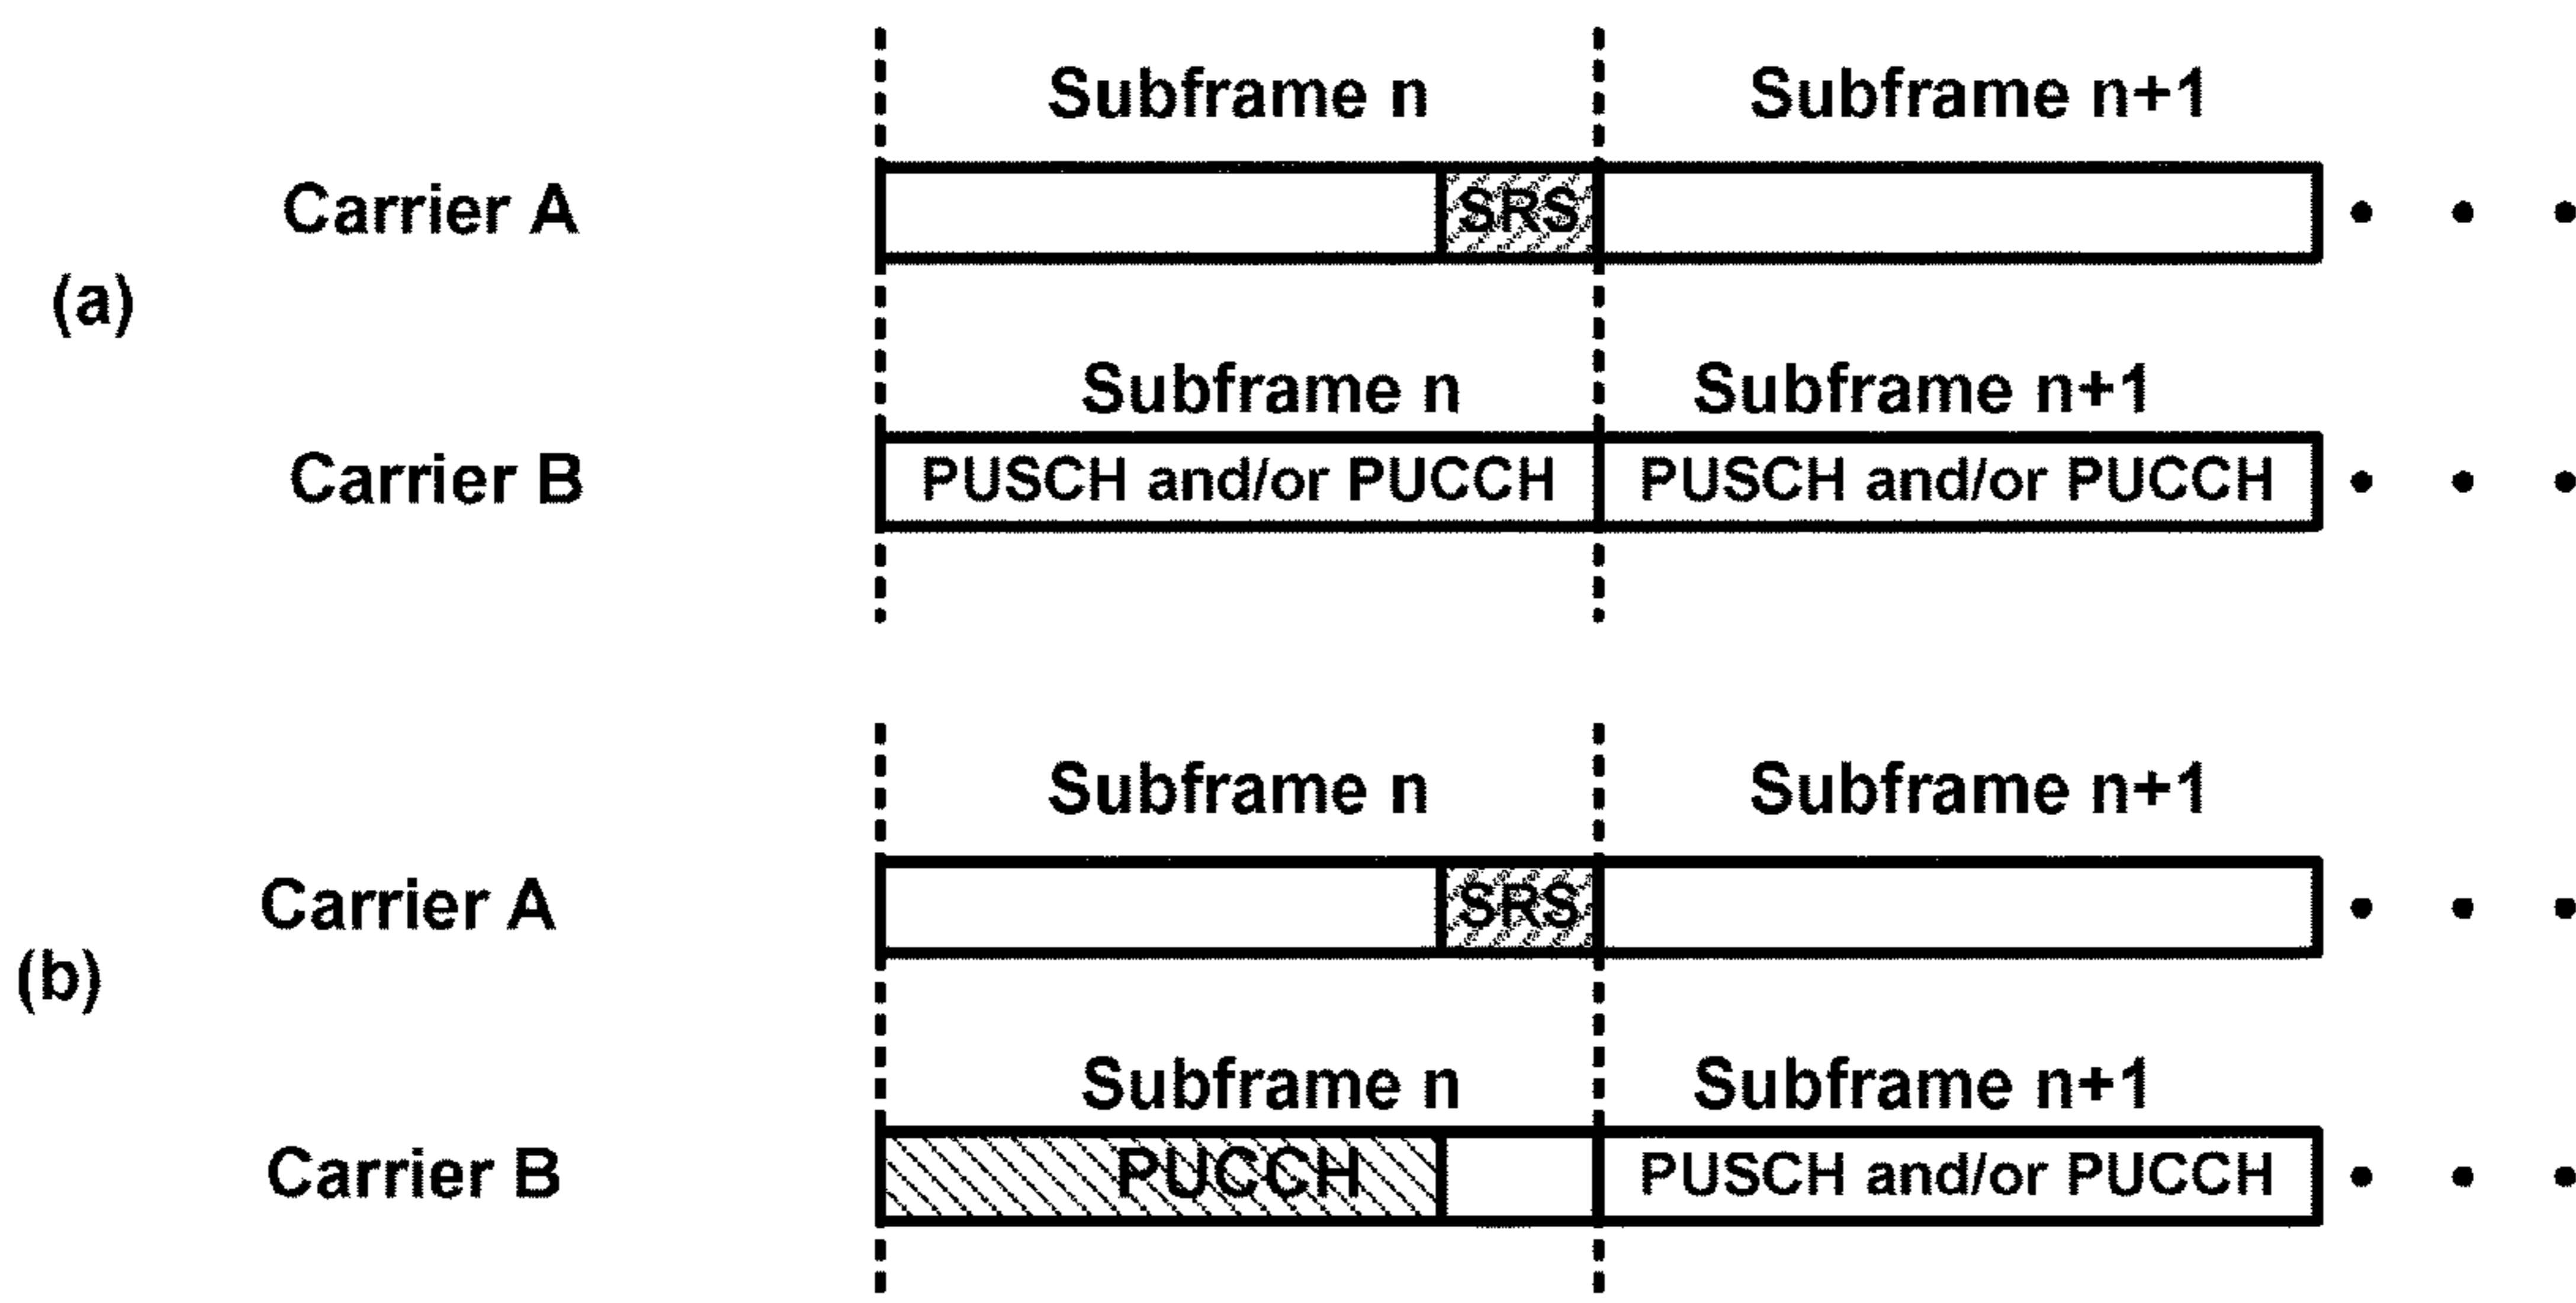 Subframe n Subframe n+1
Carrier A SRS
(a)
Subframe n Subframe n+1
Carrier B PUSCH and/or PUCCH PUSCH and/or PUCCH
Subframe n Subframe n+1
Carrier A SRS
(b)
Subframe n Subframe n+1
Carrier B PUCCH PUSCH and/or PUCCH